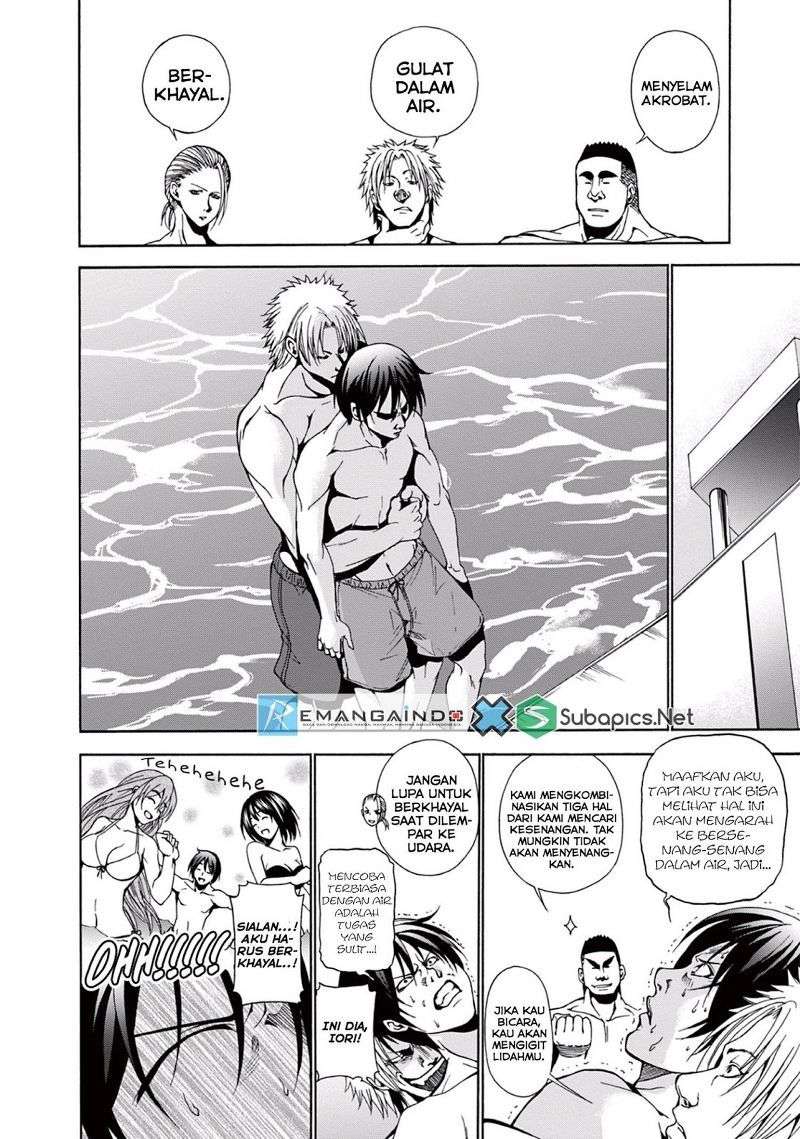 MENYELAM
AKROBAT.
GULAT
DALAM
AIR.
BER-
KHAYAL.
REMANGAINDO
Subapics.Net
MAAFKAN AKU,
TAPI AKU TAK BISA
MELIHAT HAL INI
AKAN MENGARAH
KE BERSE-
NANG-SENANG
DALAM AIR, JADI...
KAMI MENGKOMBI-
NASIKAN TIGA HAL
DARI KAMI MENCARI
KESENANGAN. TAK
MUNGKIN TIDAK
AKAN MENYENANG-
KAN.
JIKA KAU
BICARA,
KAU AKAN
MENGIGIT
LIDAHMU.
JANGAN
LUPA UNTUK
BERKHAYAL
SAAT DILEM-
PAR KE
UDARA.
MENCOBA
TERBIASA
DENGAN AIR
ADALAH
TUGAS
YANG
SULIT...!
INI DIA,
IORI!
Tehehehehe
SIALAN...!
AKU HA-
RUS BER-
KHAYAL..!
OHH!!!!!!